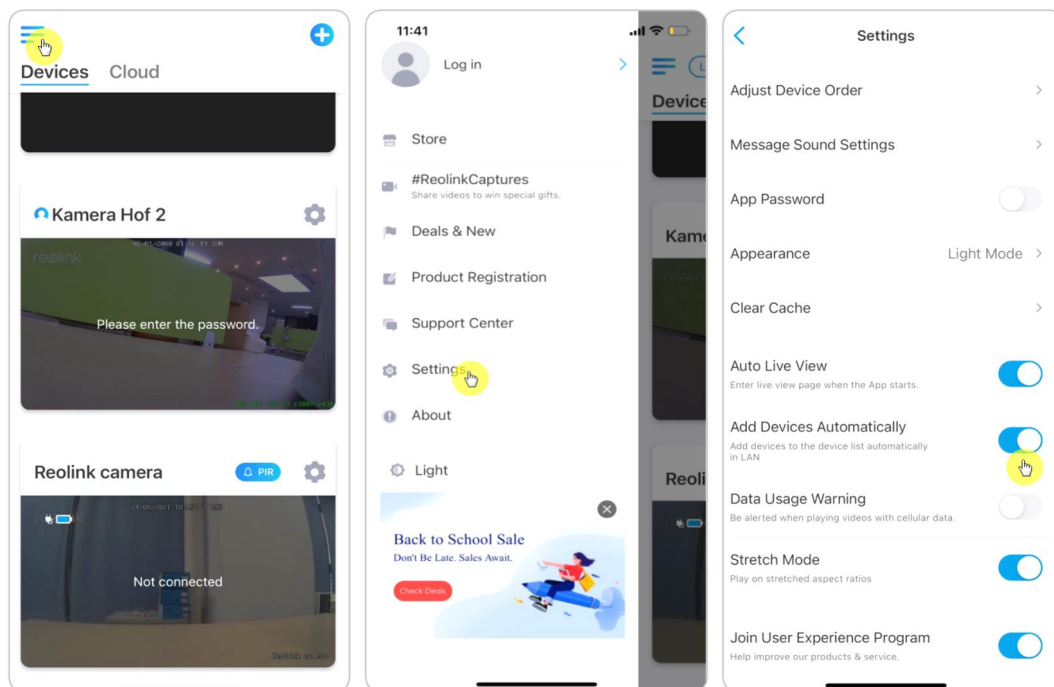 Devices Cloud
Kamera Hof 2
reolink
Please enter the password.
Reolink camera
PIR
Not connected
Reolink camera
11:41
Log in
Store
#ReolinkCaptures
Share videos to win special gifts.
Deals & New
Product Registration
Support Center
Settings
About
Light
Back to School Sale
Don't Be Late. Sales Await.
Check Deals
L
Device
Kam
Reoli
Settings
Adjust Device Order
Message Sound Settings
App Password
Appearance Light Mode
Clear Cache
Auto Live View
Enter live view page when the App starts.
Add Devices Automatically
Add devices to the device list automatically
in LAN
Data Usage Warning
Be alerted when playing videos with cellular data.
Stretch Mode
Play on stretched aspect ratios
Join User Experience Program
Help improve our products & service.